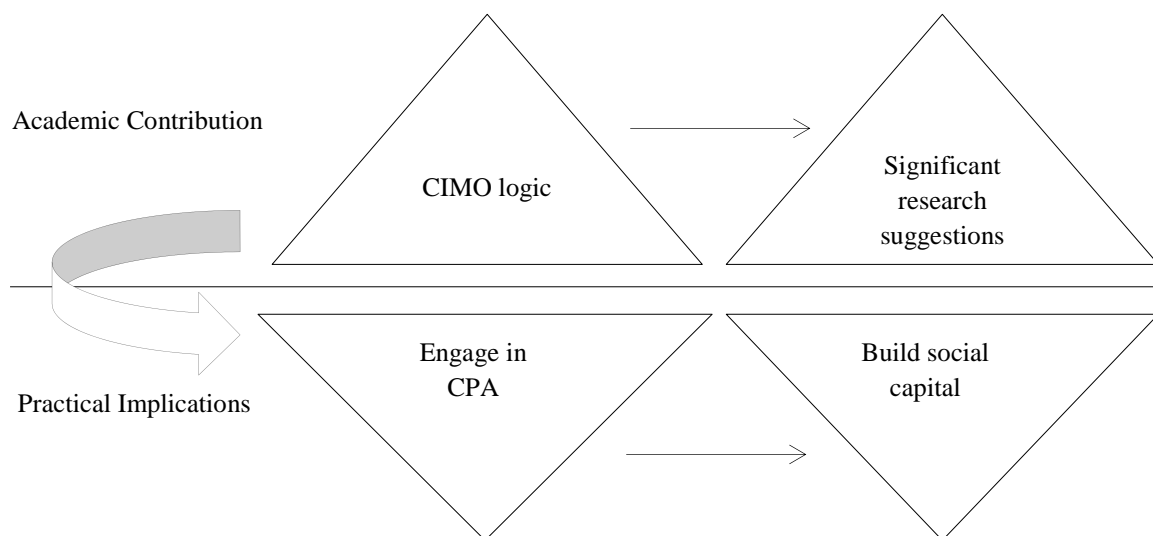 Academic Contribution
CIMO logic
Significant
research
suggestions
Engage in
CPA
Build social
capital
Practical Implications